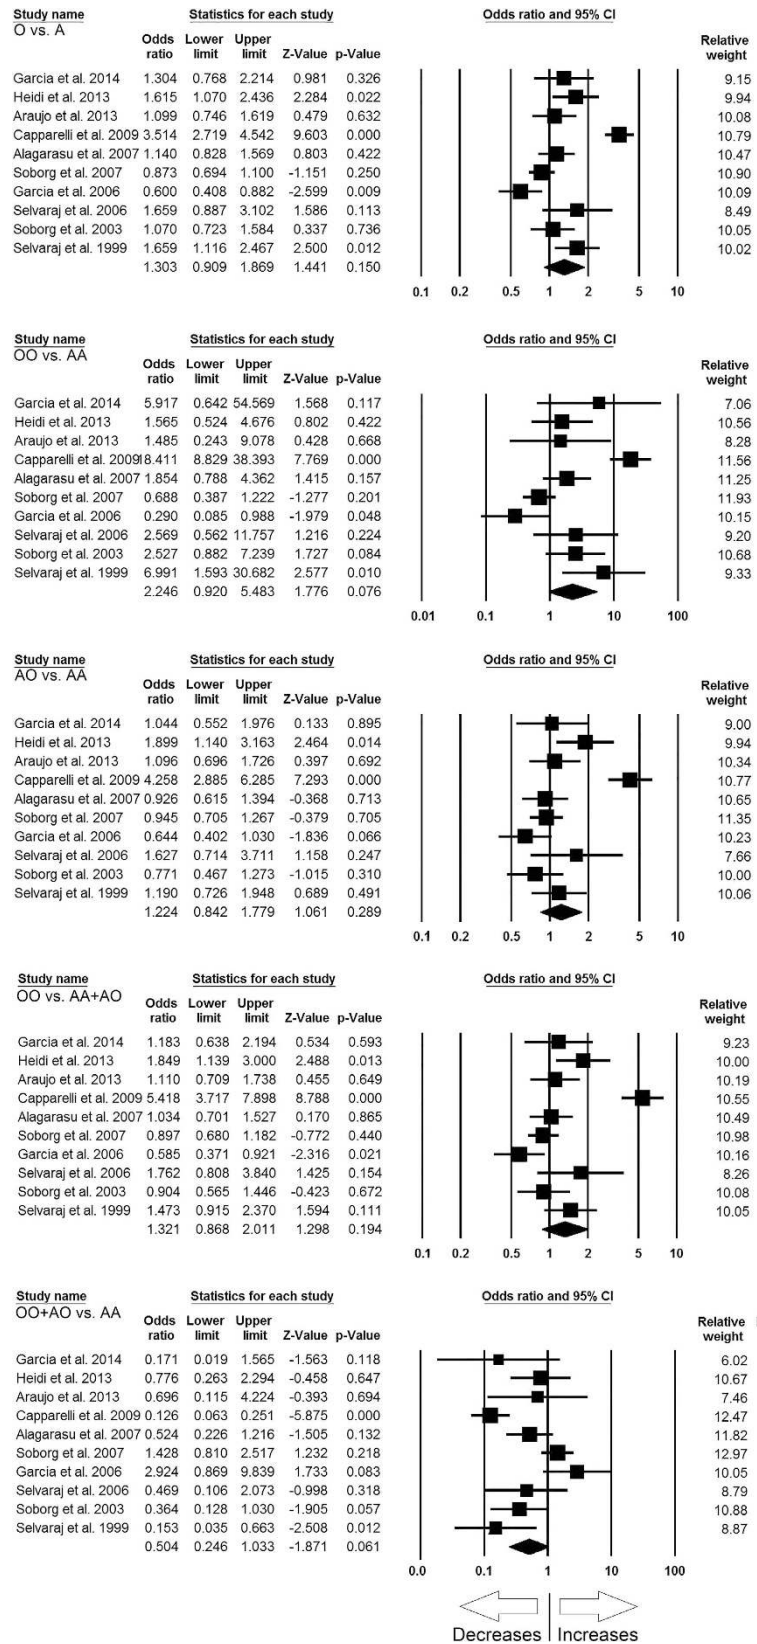 Study name Statistics for each study Odds ratio and 95% CI
O vs. A
Odds Lower Upper Relative
ratio limit limit Z-Value p-Value weight
Garcia et al. 2014 1.304 0.768 2.214 0.981 0.326 9.15
Heidi et al. 2013 1.615 1.070 2.436 2.284 0.022 9.94
Araujo et al. 2013 1.099 0.746 1.619 0.479 0.632 10.08
Capparelli et al. 2009 3.514 2.719 4.542 9.603 0.000 10.79
Alagarasu et al. 2007 1.140 0.828 1.569 0.803 0.422 10.47
Soborg et al. 2007 0.873 0.694 1.100 -1.151 0.250 10.90
Garcia et al. 2006 0.600 0.408 0.882 -2.599 0.009 10.09
Selvaraj et al. 2006 1.659 0.887 3.102 1.586 0.113 8.49
Soborg et al. 2003 1.070 0.723 1.584 0.337 0.736 10.05
Selvaraj et al. 1999 1.659 1.116 2.467 2.500 0.012 10.02
1.303 0.909 1.869 1.441 0.150
0.1 0.2 0.5 1 2 5 10
Study name Statistics for each study Odds ratio and 95% CI
OO vs. AA
Odds Lower Upper Relative
ratio limit limit Z-Value p-Value weight
Garcia et al. 2014 5.917 0.642 54.569 1.568 0.117 7.06
Heidi et al. 2013 1.565 0.524 4.676 0.802 0.422 10.56
Araujo et al. 2013 1.485 0.243 9.078 0.428 0.668 8.28
Capparelli et al. 200918.411 8.829 38.393 7.769 0.000 11.56
Alagarasu et al. 2007 1.854 0.788 4.362 1.415 0.157 11.25
Soborg et al. 2007 0.688 0.387 1.222 -1.277 0.201 11.93
Garcia et al. 2006 0.290 0.085 0.988 -1.979 0.048 10.15
Selvaraj et al. 2006 2.569 0.562 11.757 1.216 0.224 9.20
Soborg et al. 2003 2.527 0.882 7.239 1.727 0.084 10.68
Selvaraj et al. 1999 6.991 1.593 30.682 2.577 0.010 9.33
2.246 0.920 5.483 1.776 0.076
0.01 0.1 1 10 100
Study name Statistics for each study Odds ratio and 95% CI
AO vs. AA
Odds Lower Upper Relative
ratio limit limit Z-Value p-Value weight
Garcia et al. 2014 1.044 0.552 1.976 0.133 0.895 9.00
Heidi et al. 2013 1.899 1.140 3.163 2.464 0.014 9.94
Araujo et al. 2013 1.096 0.696 1.726 0.397 0.692 10.34
Capparelli et al. 2009 4.258 2.885 6.285 7.293 0.000 10.77
Alagarasu et al. 2007 0.926 0.615 1.394 -0.368 0.713 10.65
Soborg et al. 2007 0.945 0.705 1.267 -0.379 0.705 11.35
Garcia et al. 2006 0.644 0.402 1.030 -1.836 0.066 10.23
Selvaraj et al. 2006 1.627 0.714 3.711 1.158 0.247 7.66
Soborg et al. 2003 0.771 0.467 1.273 -1.015 0.310 10.00
Selvaraj et al. 1999 1.190 0.726 1.948 0.689 0.491 10.06
1.224 0.842 1.779 1.061 0.289
0.1 0.2 0.5 1 2 5 10
Study name Statistics for each study Odds ratio and 95% CI
OO vs. AA+AO
Odds Lower Upper Relative
ratio limit limit Z-Value p-Value weight
Garcia et al. 2014 1.183 0.638 2.194 0.534 0.593 9.23
Heidi et al. 2013 1.849 1.139 3.000 2.488 0.013 10.00
Araujo et al. 2013 1.110 0.709 1.738 0.455 0.649 10.19
Capparelli et al. 2009 5.418 3.717 7.898 8.788 0.000 10.55
Alagarasu et al. 2007 1.034 0.701 1.527 0.170 0.865 10.49
Soborg et al. 2007 0.897 0.680 1.182 -0.772 0.440 10.98
Garcia et al. 2006 0.585 0.371 0.921 -2.316 0.021 10.16
Selvaraj et al. 2006 1.762 0.808 3.840 1.425 0.154 8.26
Soborg et al. 2003 0.904 0.565 1.446 -0.423 0.672 10.08
Selvaraj et al. 1999 1.473 0.915 2.370 1.594 0.111 10.05
1.321 0.868 2.011 1.298 0.194
0.1 0.2 0.5 1 2 5 10
Study name Statistics for each study Odds ratio and 95% CI
OO+AO vs. AA
Odds Lower Upper Relative
ratio limit limit Z-Value p-Value weight
Garcia et al. 2014 0.171 0.019 1.565 -1.563 0.118 6.02
Heidi et al. 2013 0.776 0.263 2.294 -0.458 0.647 10.67
Araujo et al. 2013 0.696 0.115 4.224 -0.393 0.694 7.46
Capparelli et al. 2009 0.126 0.063 0.251 -5.875 0.000 12.47
Alagarasu et al. 2007 0.524 0.226 1.216 -1.505 0.132 11.82
Soborg et al. 2007 1.428 0.810 2.517 1.232 0.218 12.97
Garcia et al. 2006 2.924 0.869 9.839 1.733 0.083 10.05
Selvaraj et al. 2006 0.469 0.106 2.073 -0.998 0.318 8.79
Soborg et al. 2003 0.364 0.128 1.030 -1.905 0.057 10.88
Selvaraj et al. 1999 0.153 0.035 0.663 -2.508 0.012 8.87
0.504 0.246 1.033 -1.871 0.061
0.0 0.1 1 10 100
Decreases Increases